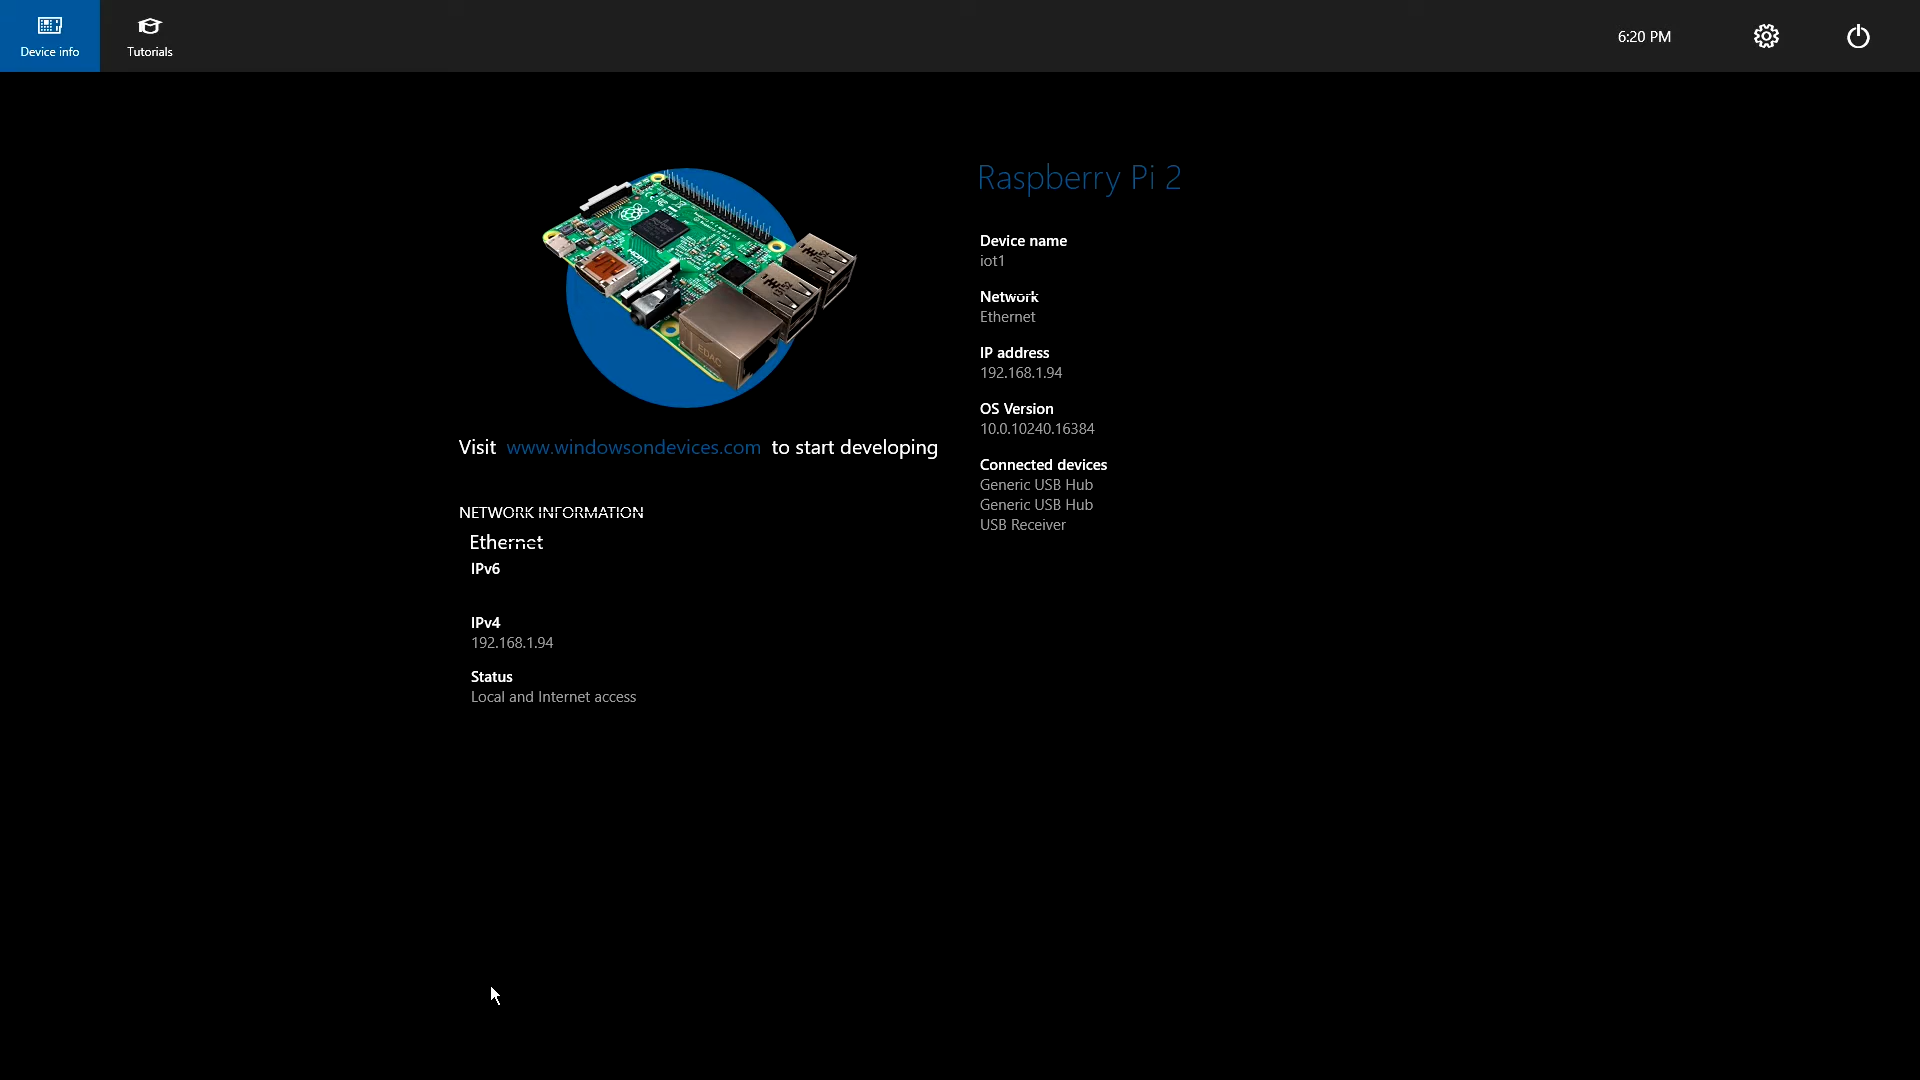 Device info
Tutorials
6:20 PM
Raspberry Pi 2
Device name
iot1
Network
Ethernet
IP address
192.168.1.94
OS Version
10.0.10240.16384
Connected devices
Generic USB Hub
Generic USB Hub
USB Receiver
Visit www.windowsondevices.com to start developing
NETWORK INFORMATION
Ethernet
IPv6
IPv4
192.168.1.94
Status
Local and Internet access
HDMI
EDAC